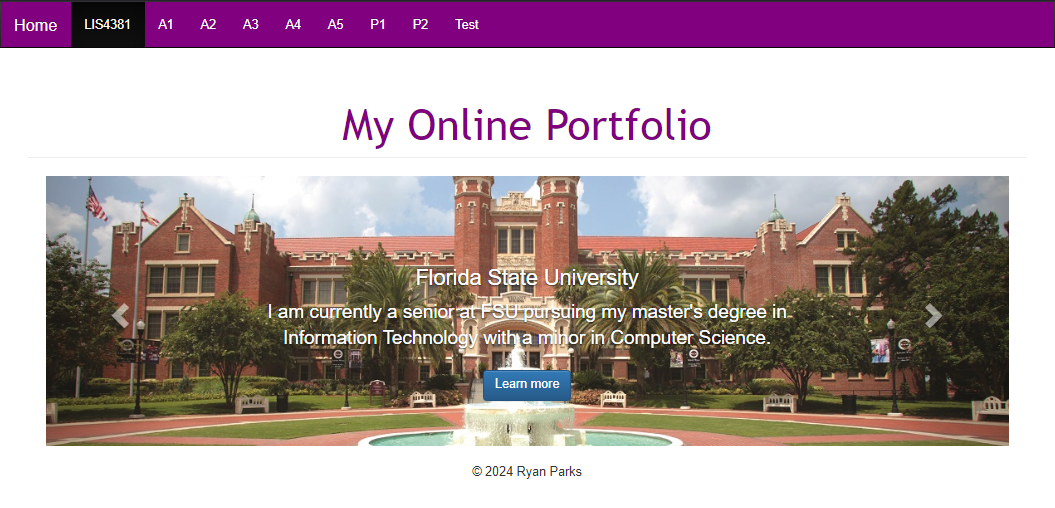 Home LIS4381 A1 A2 A3 A4 A5 P1 P2 Test
My Online Portfolio
Florida State University
I am currently a senior at FSU pursuing my master's degree in
Information Technology with a minor in Computer Science.
Learn more
© 2024 Ryan Parks